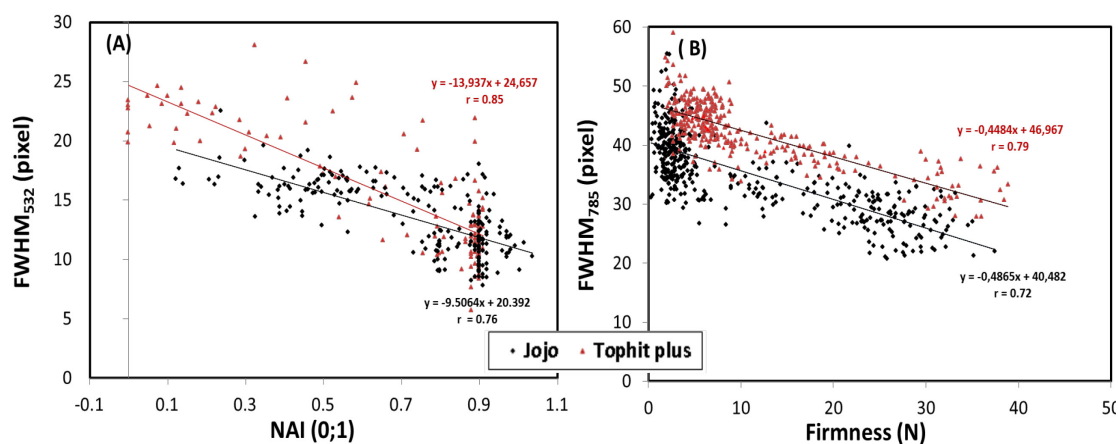 (A)
30
25
20
15
10
5
0
FWHM532 (pixel)
y = -13,937x + 24,657
r = 0.85
y = -9.5064x + 20.392
r = 0.76
-0.1 0.1 0.3 0.5 0.7 0.9 1.1
NAI (0;1)
( B)
60
50
40
30
20
10
0
FWHM785 (pixel)
y = -0,4484x + 46,967
r = 0.79
y = -0,4865x + 40,482
r = 0.72
0 10 20 30 40 50
Firmness (N)
Jojo Tophit plus